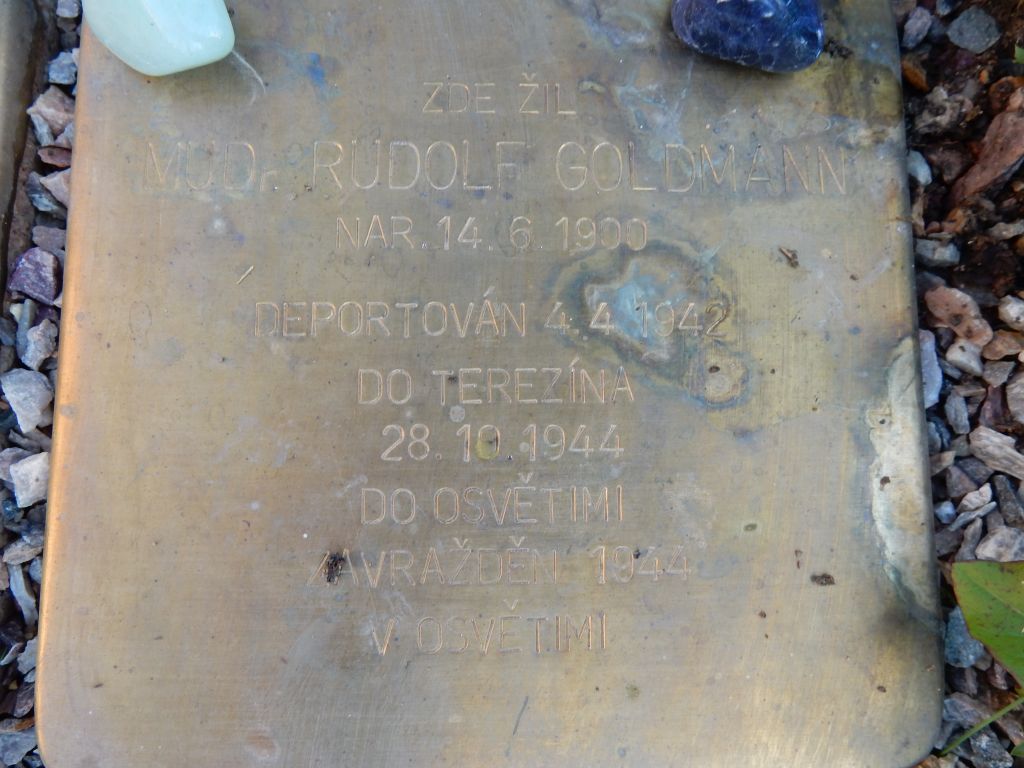 ZDE ŽIL
MUDr. RUDOLF GOLDMANN
NAR. 14. 6. 1900
DEPORTOVÁN 4. 4. 1942
DO TEREZÍNA
28. 10. 1944
DO OSVĚTIMI
ZAVRAŽDĚN 1944
V OSVĚTIMI